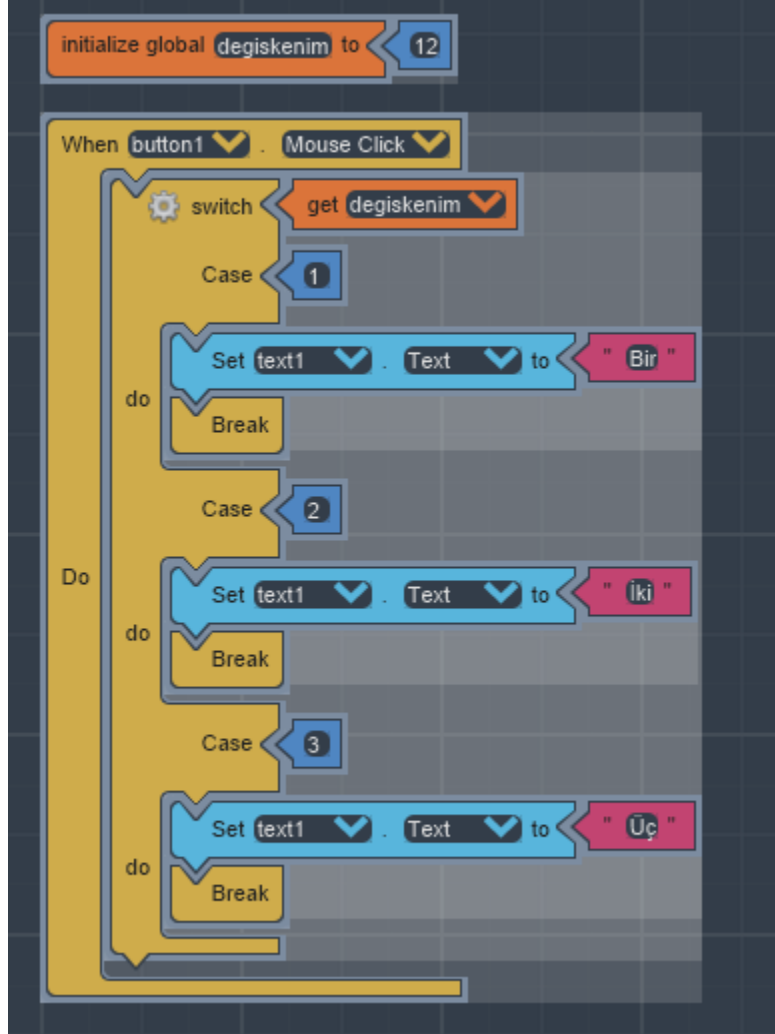 initialize global degiskenim to 12
When button1 . Mouse Click
switch get degiskenim
Case 1
Set text1 . Text to " Bir "
do
Break
Case 2
Do
Set text1 . Text to " İki "
do
Break
Case 3
Set text1 . Text to " Üç "
do
Break